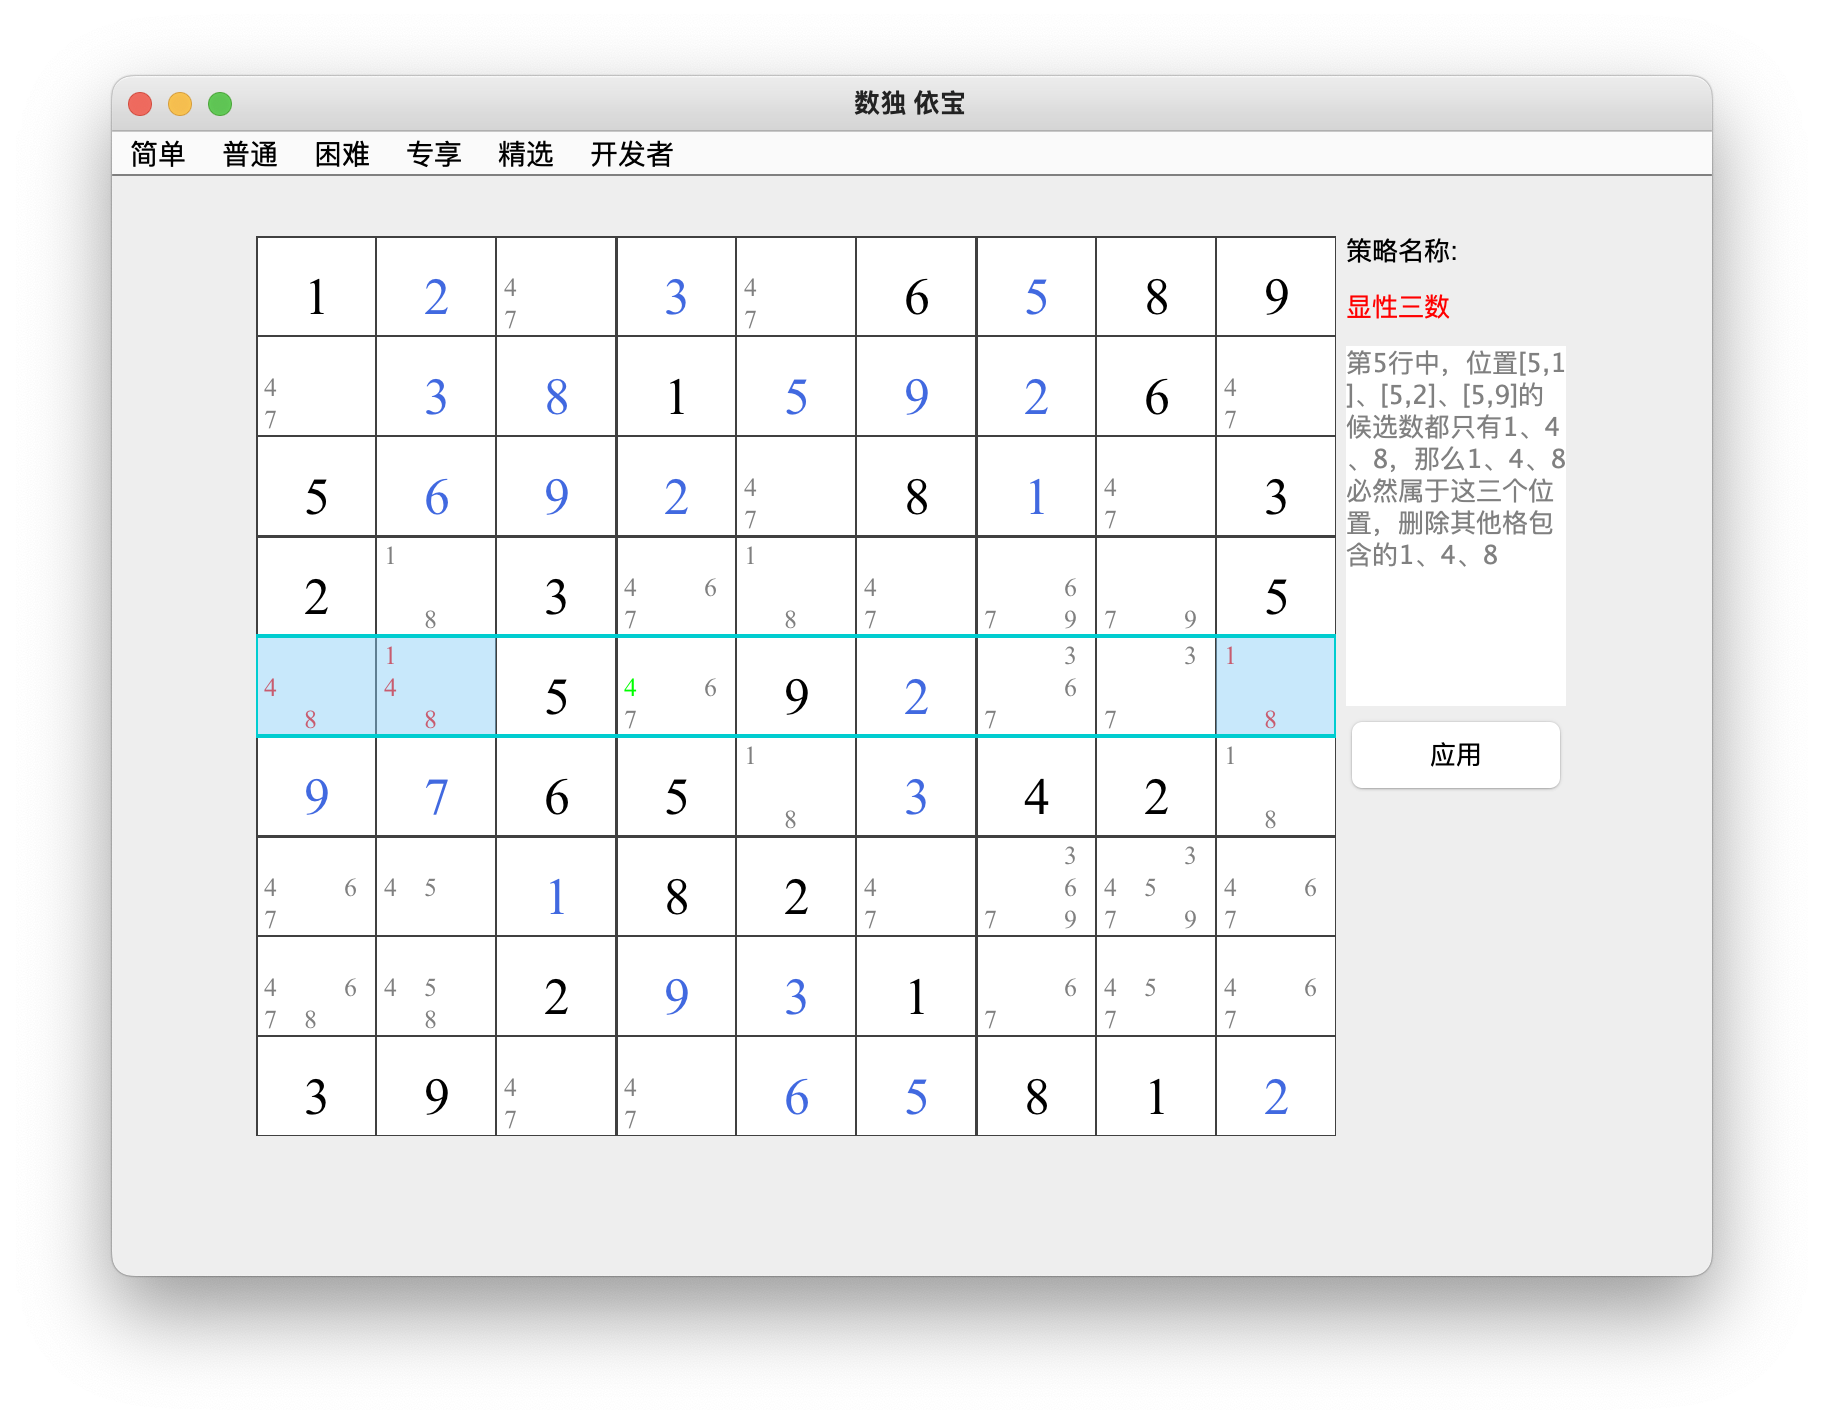 数独 依宝
简单 普通 困难 专享 精选 开发者
1 2 4 7 3 4 7 6 5 8 9
4 7 3 8 1 5 9 2 6 4 7
5 6 9 2 4 7 8 1 4 7 3
2 1 8 3 4 6 7 1 8 4 7 6 7 9 7 9 5
4 8 1 4 8 5 4 6 7 9 2 3 6 7 3 7 1 8
9 7 6 5 1 8 3 4 2 1 8
4 6 7 4 5 1 8 2 4 7 3 6 7 9 3 4 5 7 9 4 6 7
4 6 7 8 4 5 8 2 9 3 1 6 7 4 5 7 4 6 7
3 9 4 7 4 7 6 5 8 1 2
策略名称:
显性三数
第5行中，位置[5,1
]、[5,2]、[5,9]的
候选数都只有1、4
、8，那么1、4、8
必然属于这三个位
置，删除其他格包
含的1、4、8
应用